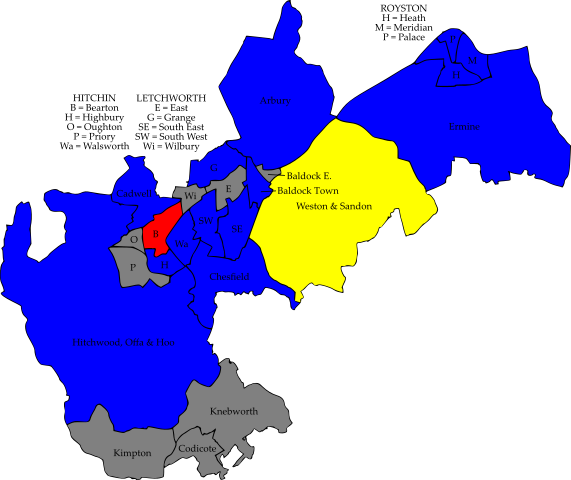 ROYSTON
H = Heath
M = Meridian
P = Palace
HITCHIN
B = Bearton
H = Highbury
O = Oughton
P = Priory
Wa = Walsworth
LETCHWORTH
E = East
G = Grange
SE = South East
SW = South West
Wi = Wilbury
P
M
H
Arbury
Ermine
G
Baldock E.
E
Cadwell
Wi
Baldock Town
Weston & Sandon
SW
SE
B
O
Wa
P
H
Chesfield
Hitchwood, Offa & Hoo
Knebworth
Kimpton
Codicote